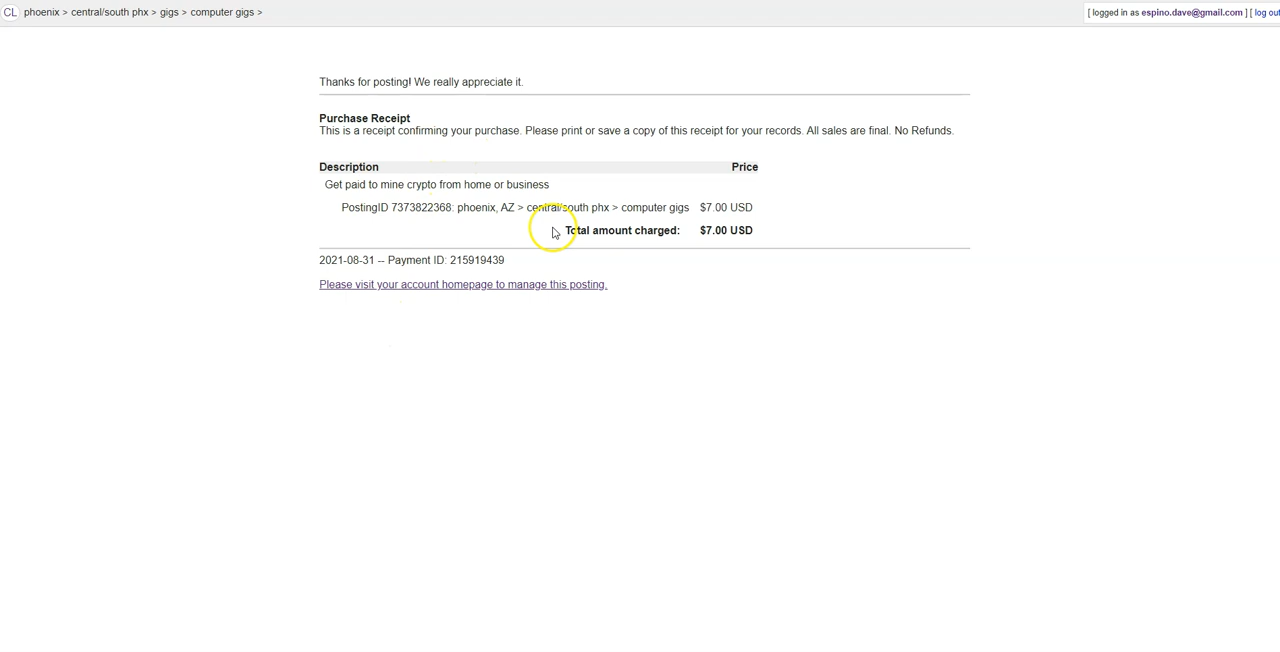 CL phoenix > central/south phx > gigs > computer gigs > [ logged in as espino.dave@gmail.com ] [ log out
Thanks for posting! We really appreciate it.
Purchase Receipt
This is a receipt confirming your purchase. Please print or save a copy of this receipt for your records. All sales are final. No Refunds.
Description Price
Get paid to mine crypto from home or business
PostingID 7373822368: phoenix, AZ > central/south phx > computer gigs $7.00 USD
Total amount charged: $7.00 USD
2021-08-31 -- Payment ID: 215919439
Please visit your account homepage to manage this posting.